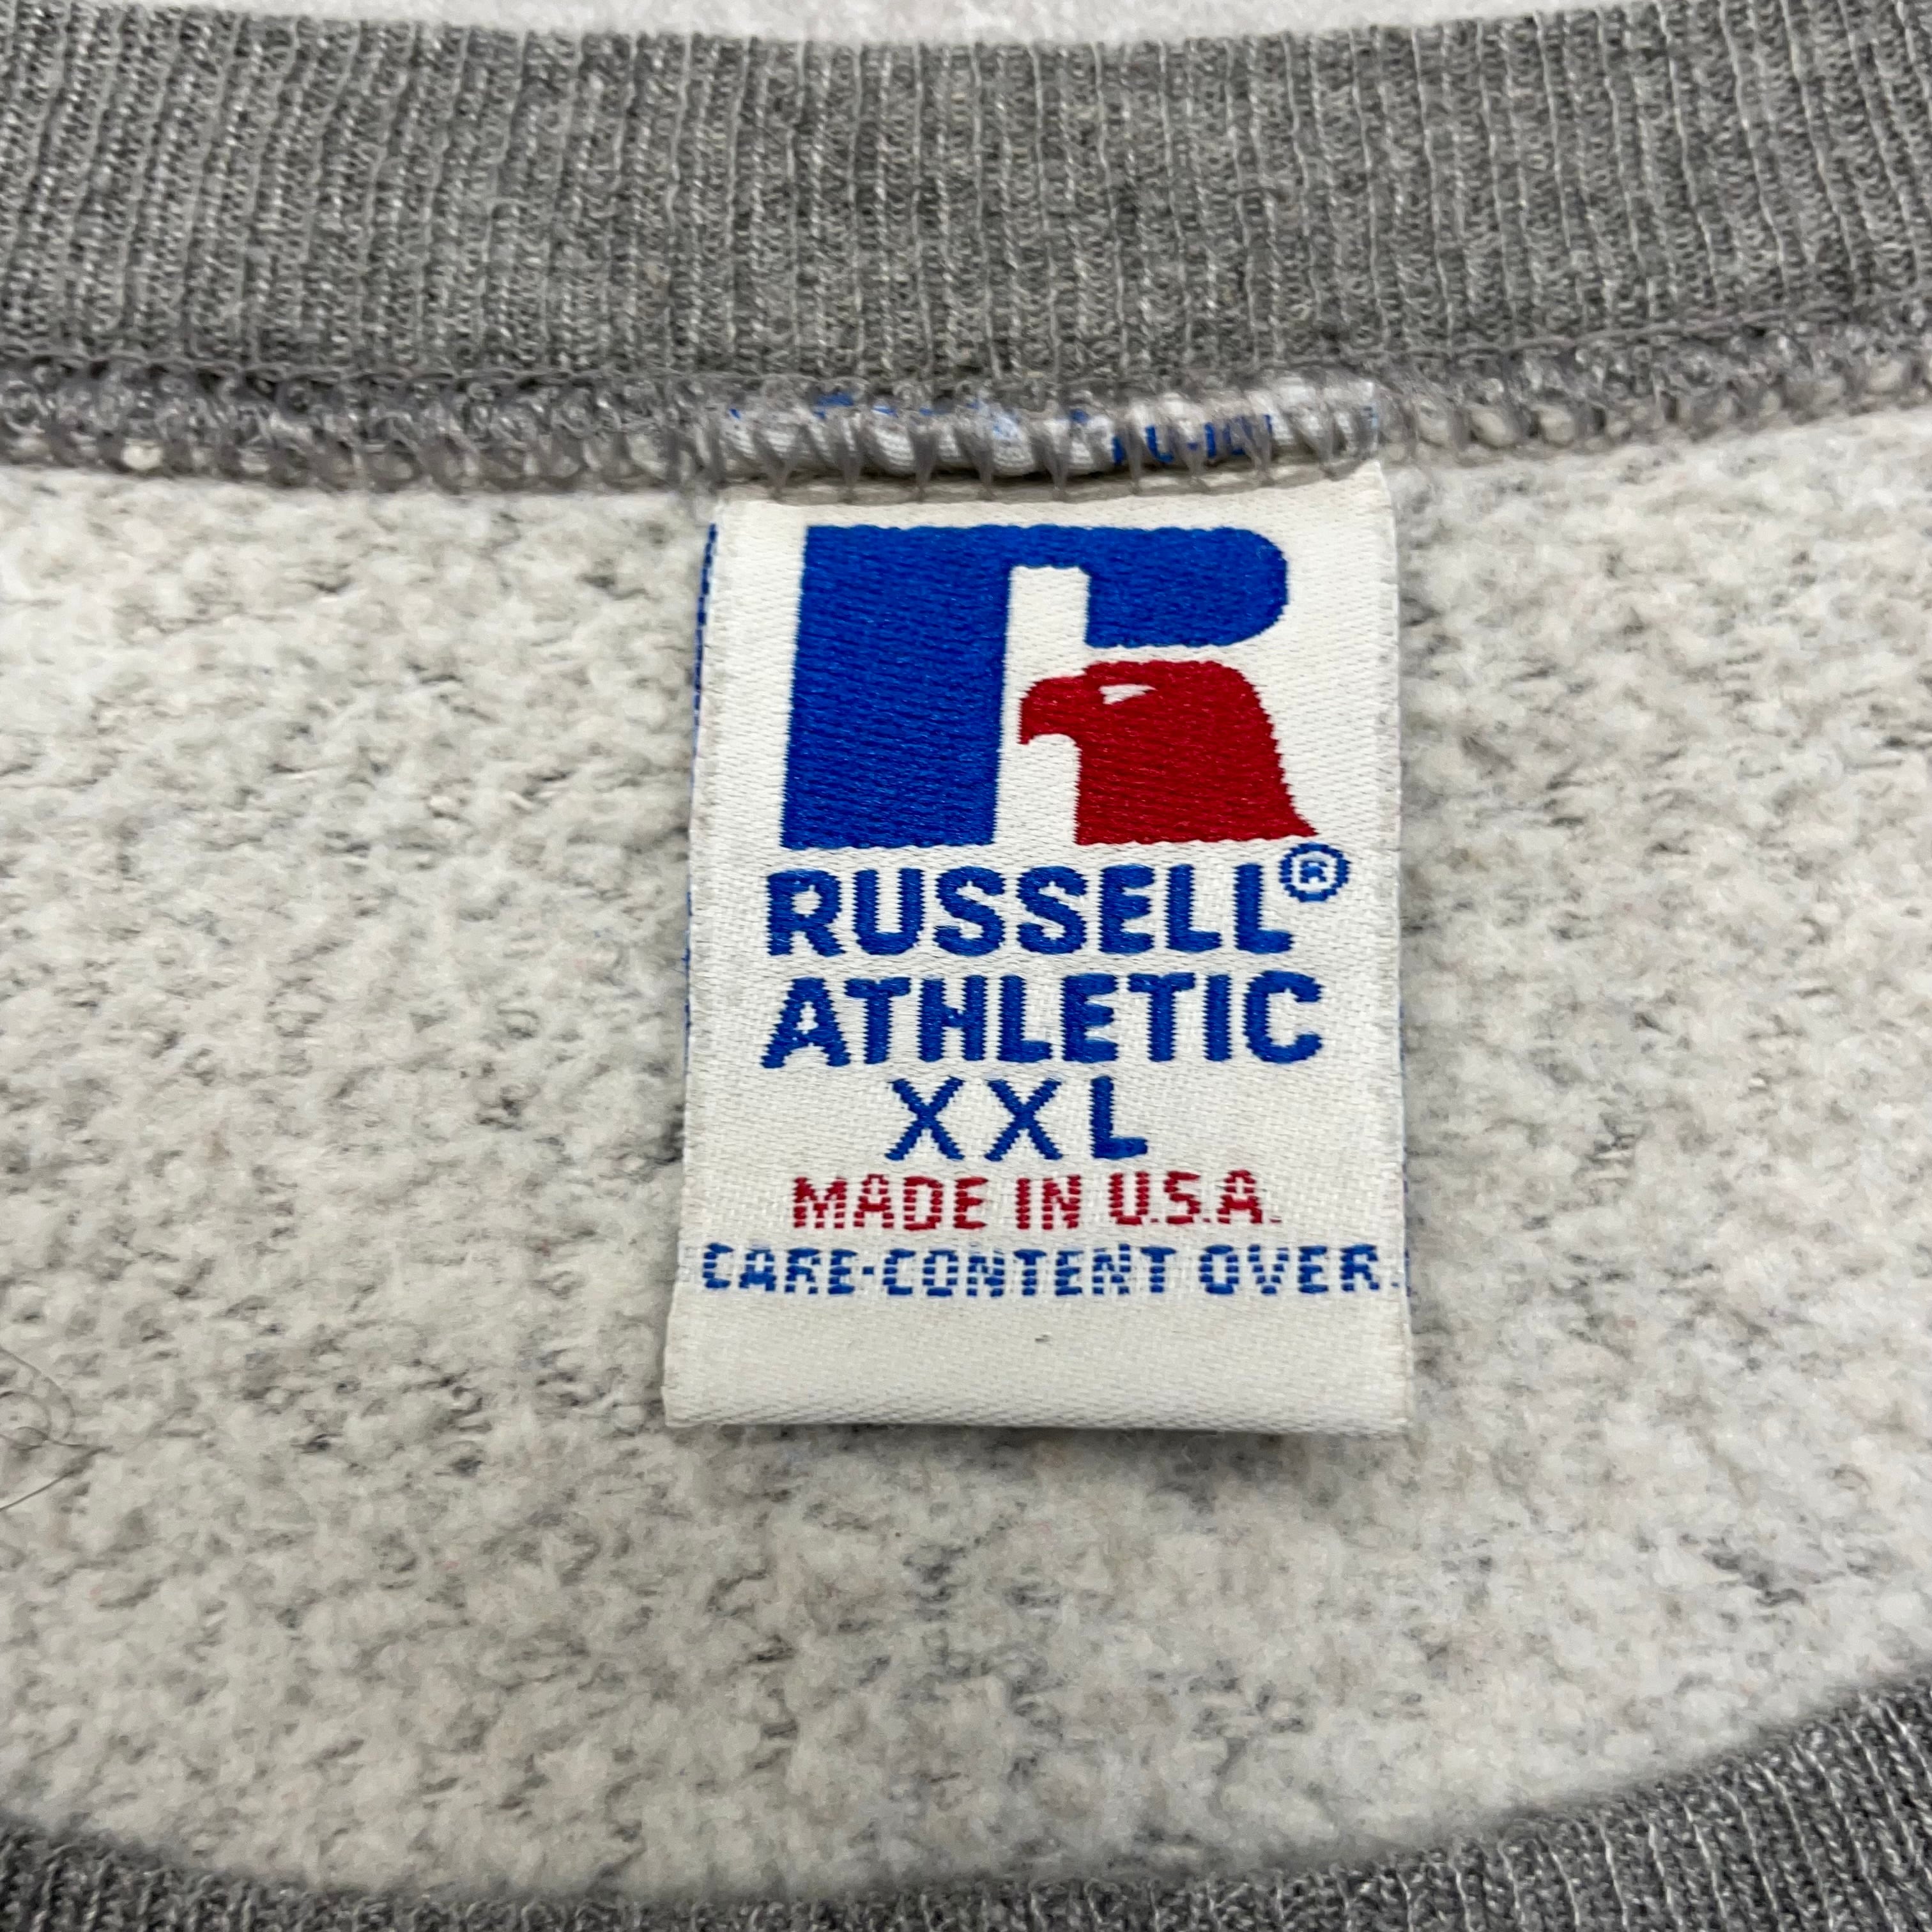 RUSSELL®
ATHLETIC
XXL
MADE IN U.S.A.
CARE·CONTENT OVER